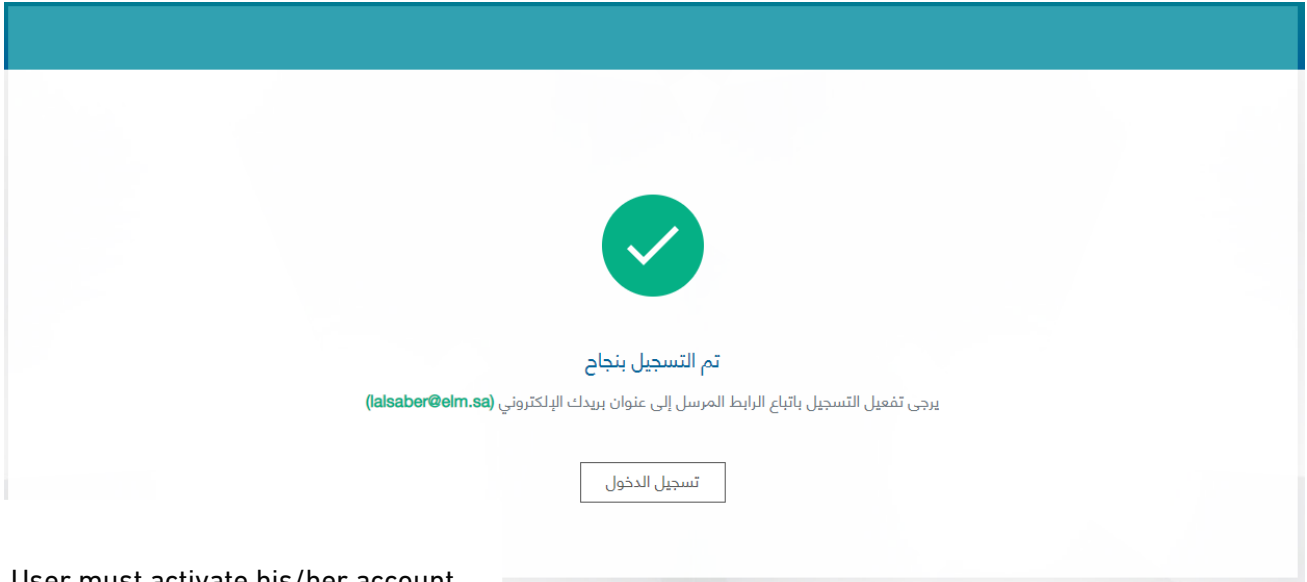 تم التسجيل بنجاح
يرجى تفعيل التسجيل باتباع الرابط المرسل إلى عنوان بريدك الإلكتروني (lalsaber@elm.sa)
تسجيل الدخول
User must activate his/her account